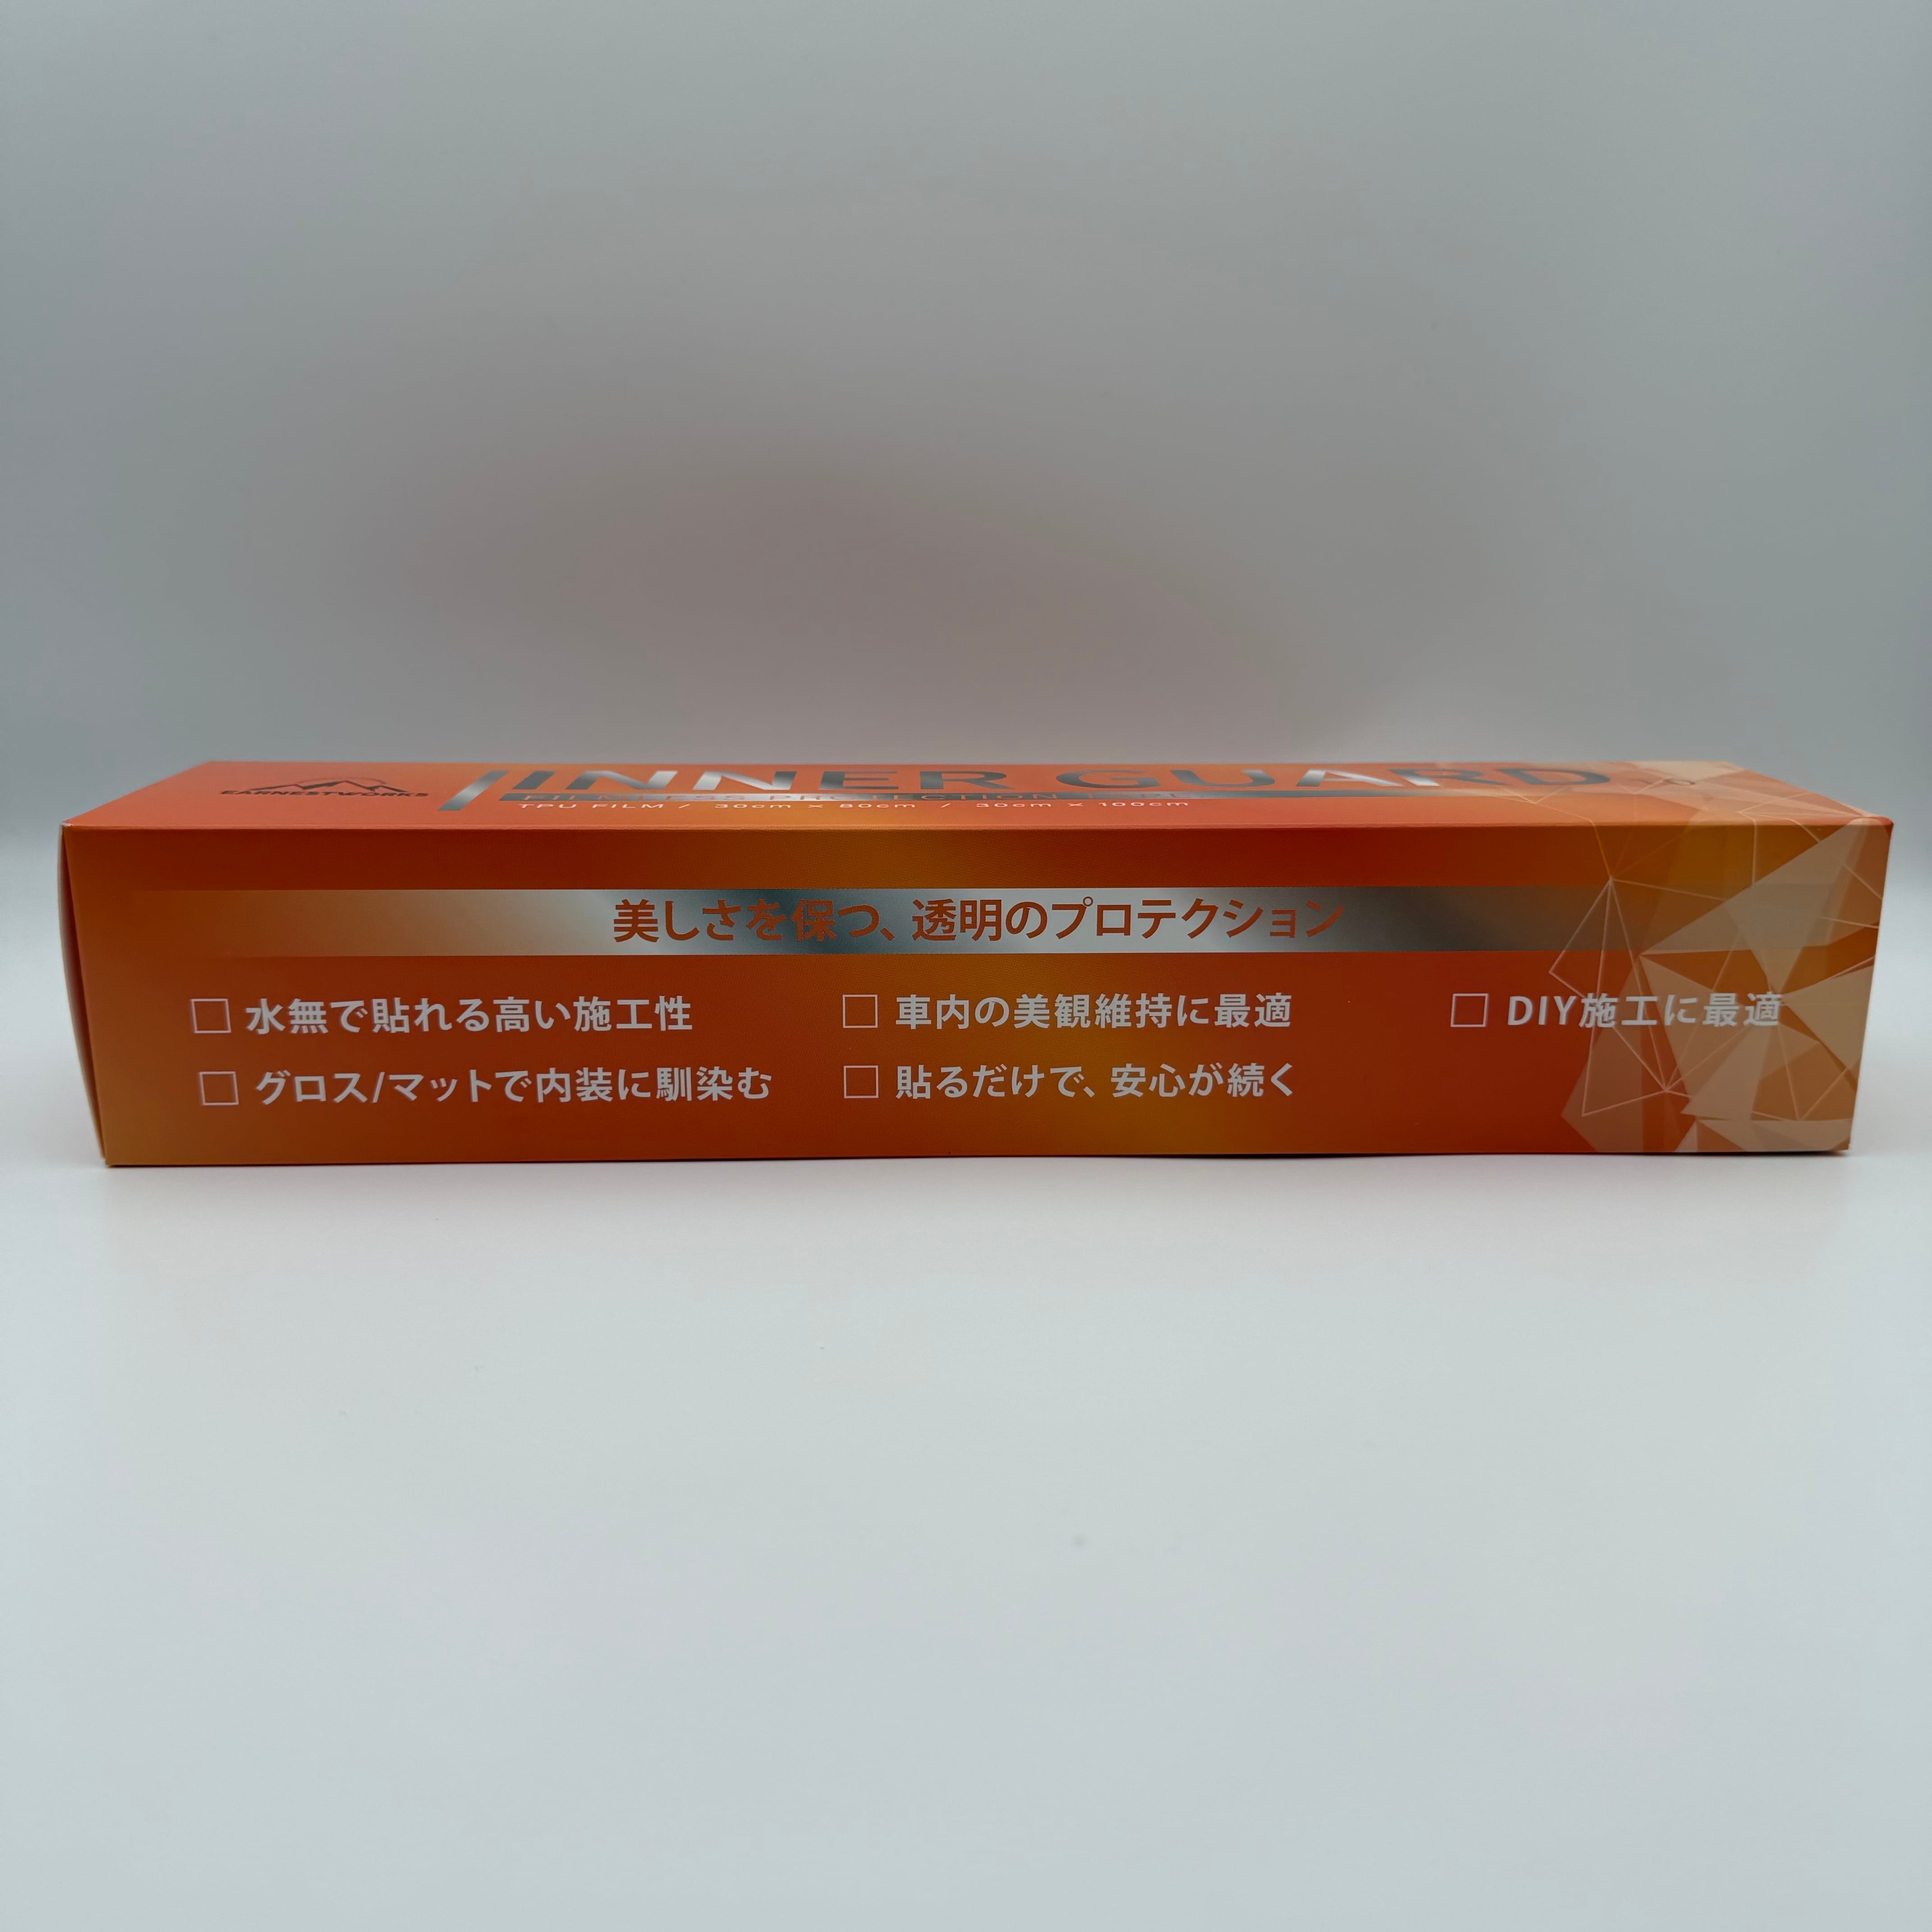 EARNESTWORKS
INNER GUARD
PROTECTION
TPU FILM / 30cm × 80cm / 30cm × 100cm
美しさを保つ、透明のプロテクション
□ 水無で貼れる高い施工性
□ 車内の美観維持に最適
□ DIY施工に最適
□ グロス/マットで内装に馴染む
□ 貼るだけで、安心が続く